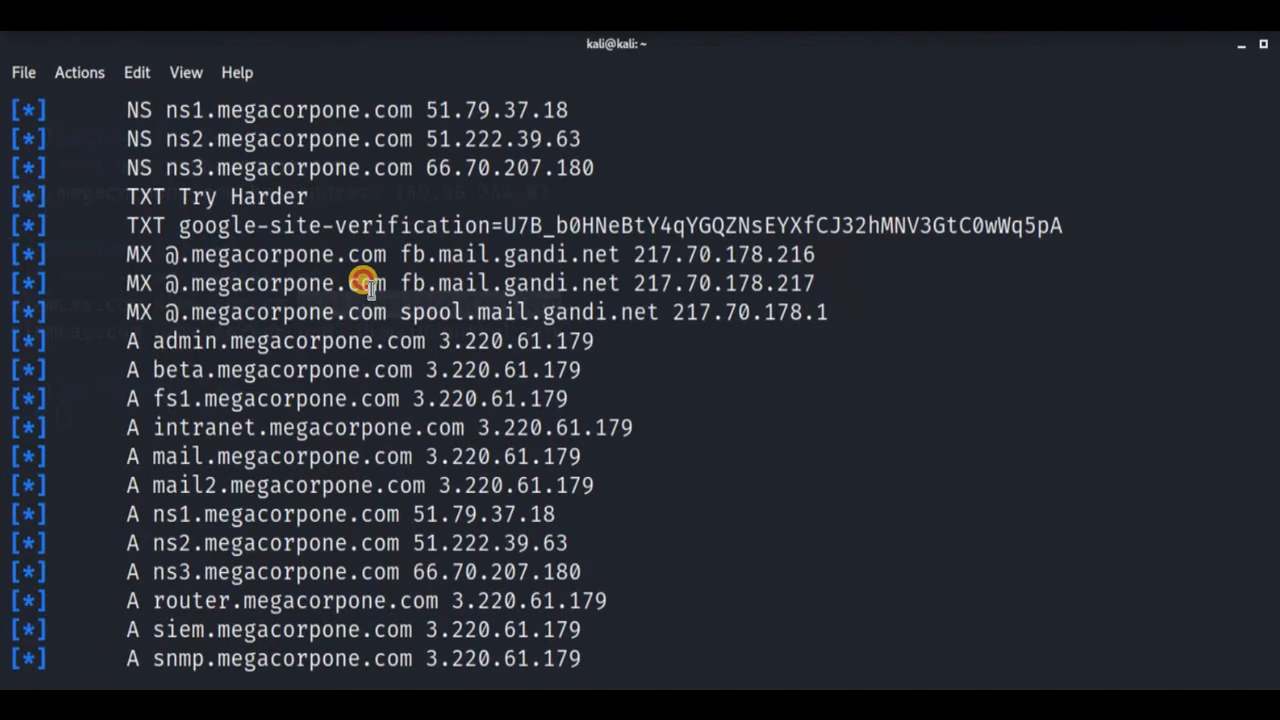 kali@kali: ~
File Actions Edit View Help
[*] NS ns1.megacorpone.com 51.79.37.18
[*] NS ns2.megacorpone.com 51.222.39.63
[*] NS ns3.megacorpone.com 66.70.207.180
[*] TXT Try Harder
[*] TXT google-site-verification=U7B_b0HNeBtY4qYGQZNsEYXfCJ32hMNV3GtC0wWq5pA
[*] MX @.megacorpone.com fb.mail.gandi.net 217.70.178.216
[*] MX @.megacorpone.com fb.mail.gandi.net 217.70.178.217
[*] MX @.megacorpone.com spool.mail.gandi.net 217.70.178.1
[*] A admin.megacorpone.com 3.220.61.179
[*] A beta.megacorpone.com 3.220.61.179
[*] A fs1.megacorpone.com 3.220.61.179
[*] A intranet.megacorpone.com 3.220.61.179
[*] A mail.megacorpone.com 3.220.61.179
[*] A mail2.megacorpone.com 3.220.61.179
[*] A ns1.megacorpone.com 51.79.37.18
[*] A ns2.megacorpone.com 51.222.39.63
[*] A ns3.megacorpone.com 66.70.207.180
[*] A router.megacorpone.com 3.220.61.179
[*] A siem.megacorpone.com 3.220.61.179
[*] A snmp.megacorpone.com 3.220.61.179